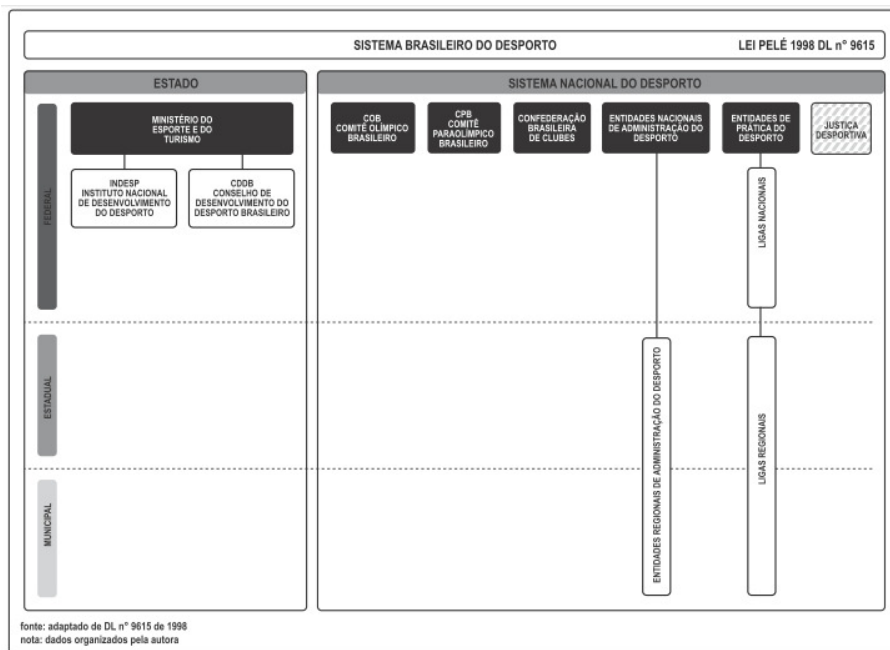 SISTEMA BRASILEIRO DO DESPORTO
LEI PELÉ 1998 DL n° 9615
ESTADO
SISTEMA NACIONAL DO DESPORTO
MINISTÉRIO DO
ESPORTE E DO
TURISMO
COB
COMITÊ OLÍMPICO
BRASILEIRO
CPB
COMITÊ
PARAOLÍMPICO
BRASILEIRO
CONFEDERAÇÃO
BRASILEIRA
DE CLUBES
ENTIDADES NACIONAIS
DE ADMINISTRAÇÃO DO
DESPORTO
ENTIDADES DE
PRÁTICA DO
DESPORTO
JUSTIÇA
DESPORTIVA
FEDERAL
INDESP
INSTITUTO NACIONAL
DE DESENVOLVIMENTO
DO DESPORTO
CDDB
CONSELHO DE
DESENVOLVIMENTO DO
DESPORTO BRASILEIRO
LIGAS NACIONAIS
ESTADUAL
MUNICIPAL
ENTIDADES REGIONAIS DE ADMINISTRAÇÃO DO DESPORTO
LIGAS REGIONAIS
fonte: adaptado de DL n° 9615 de 1998
nota: dados organizados pela autora